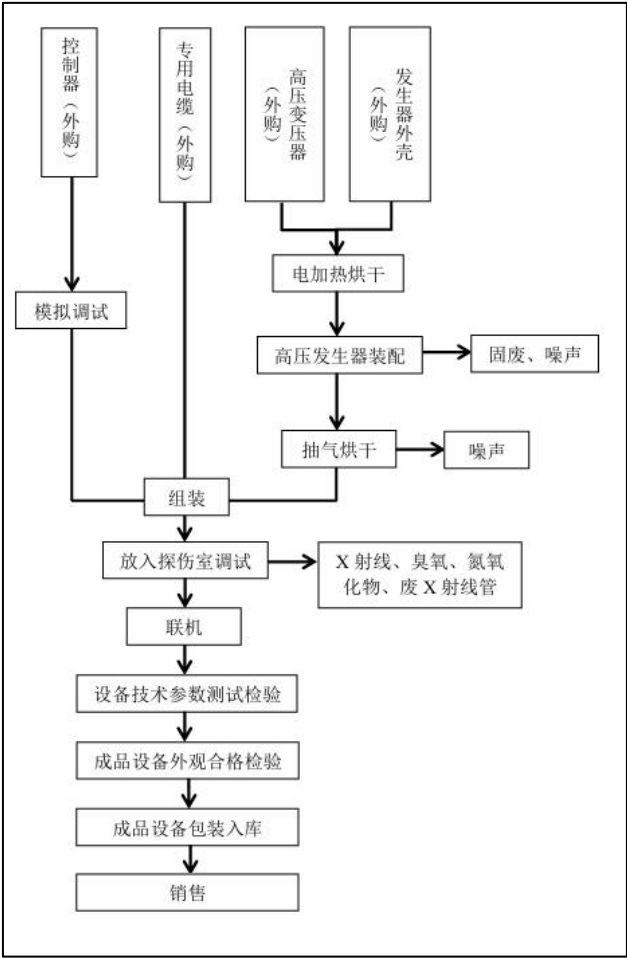 控制器（外购）
专用电缆（外购）
高压变压器
（外购）
发生器外壳
（外购）
电加热烘干
模拟调试
高压发生器装配
固废、噪声
抽气烘干
噪声
组装
放入探伤室调试
X 射线、臭氧、氮氧
化物、废 X 射线管
联机
设备技术参数测试检验
成品设备外观合格检验
成品设备包装入库
销售